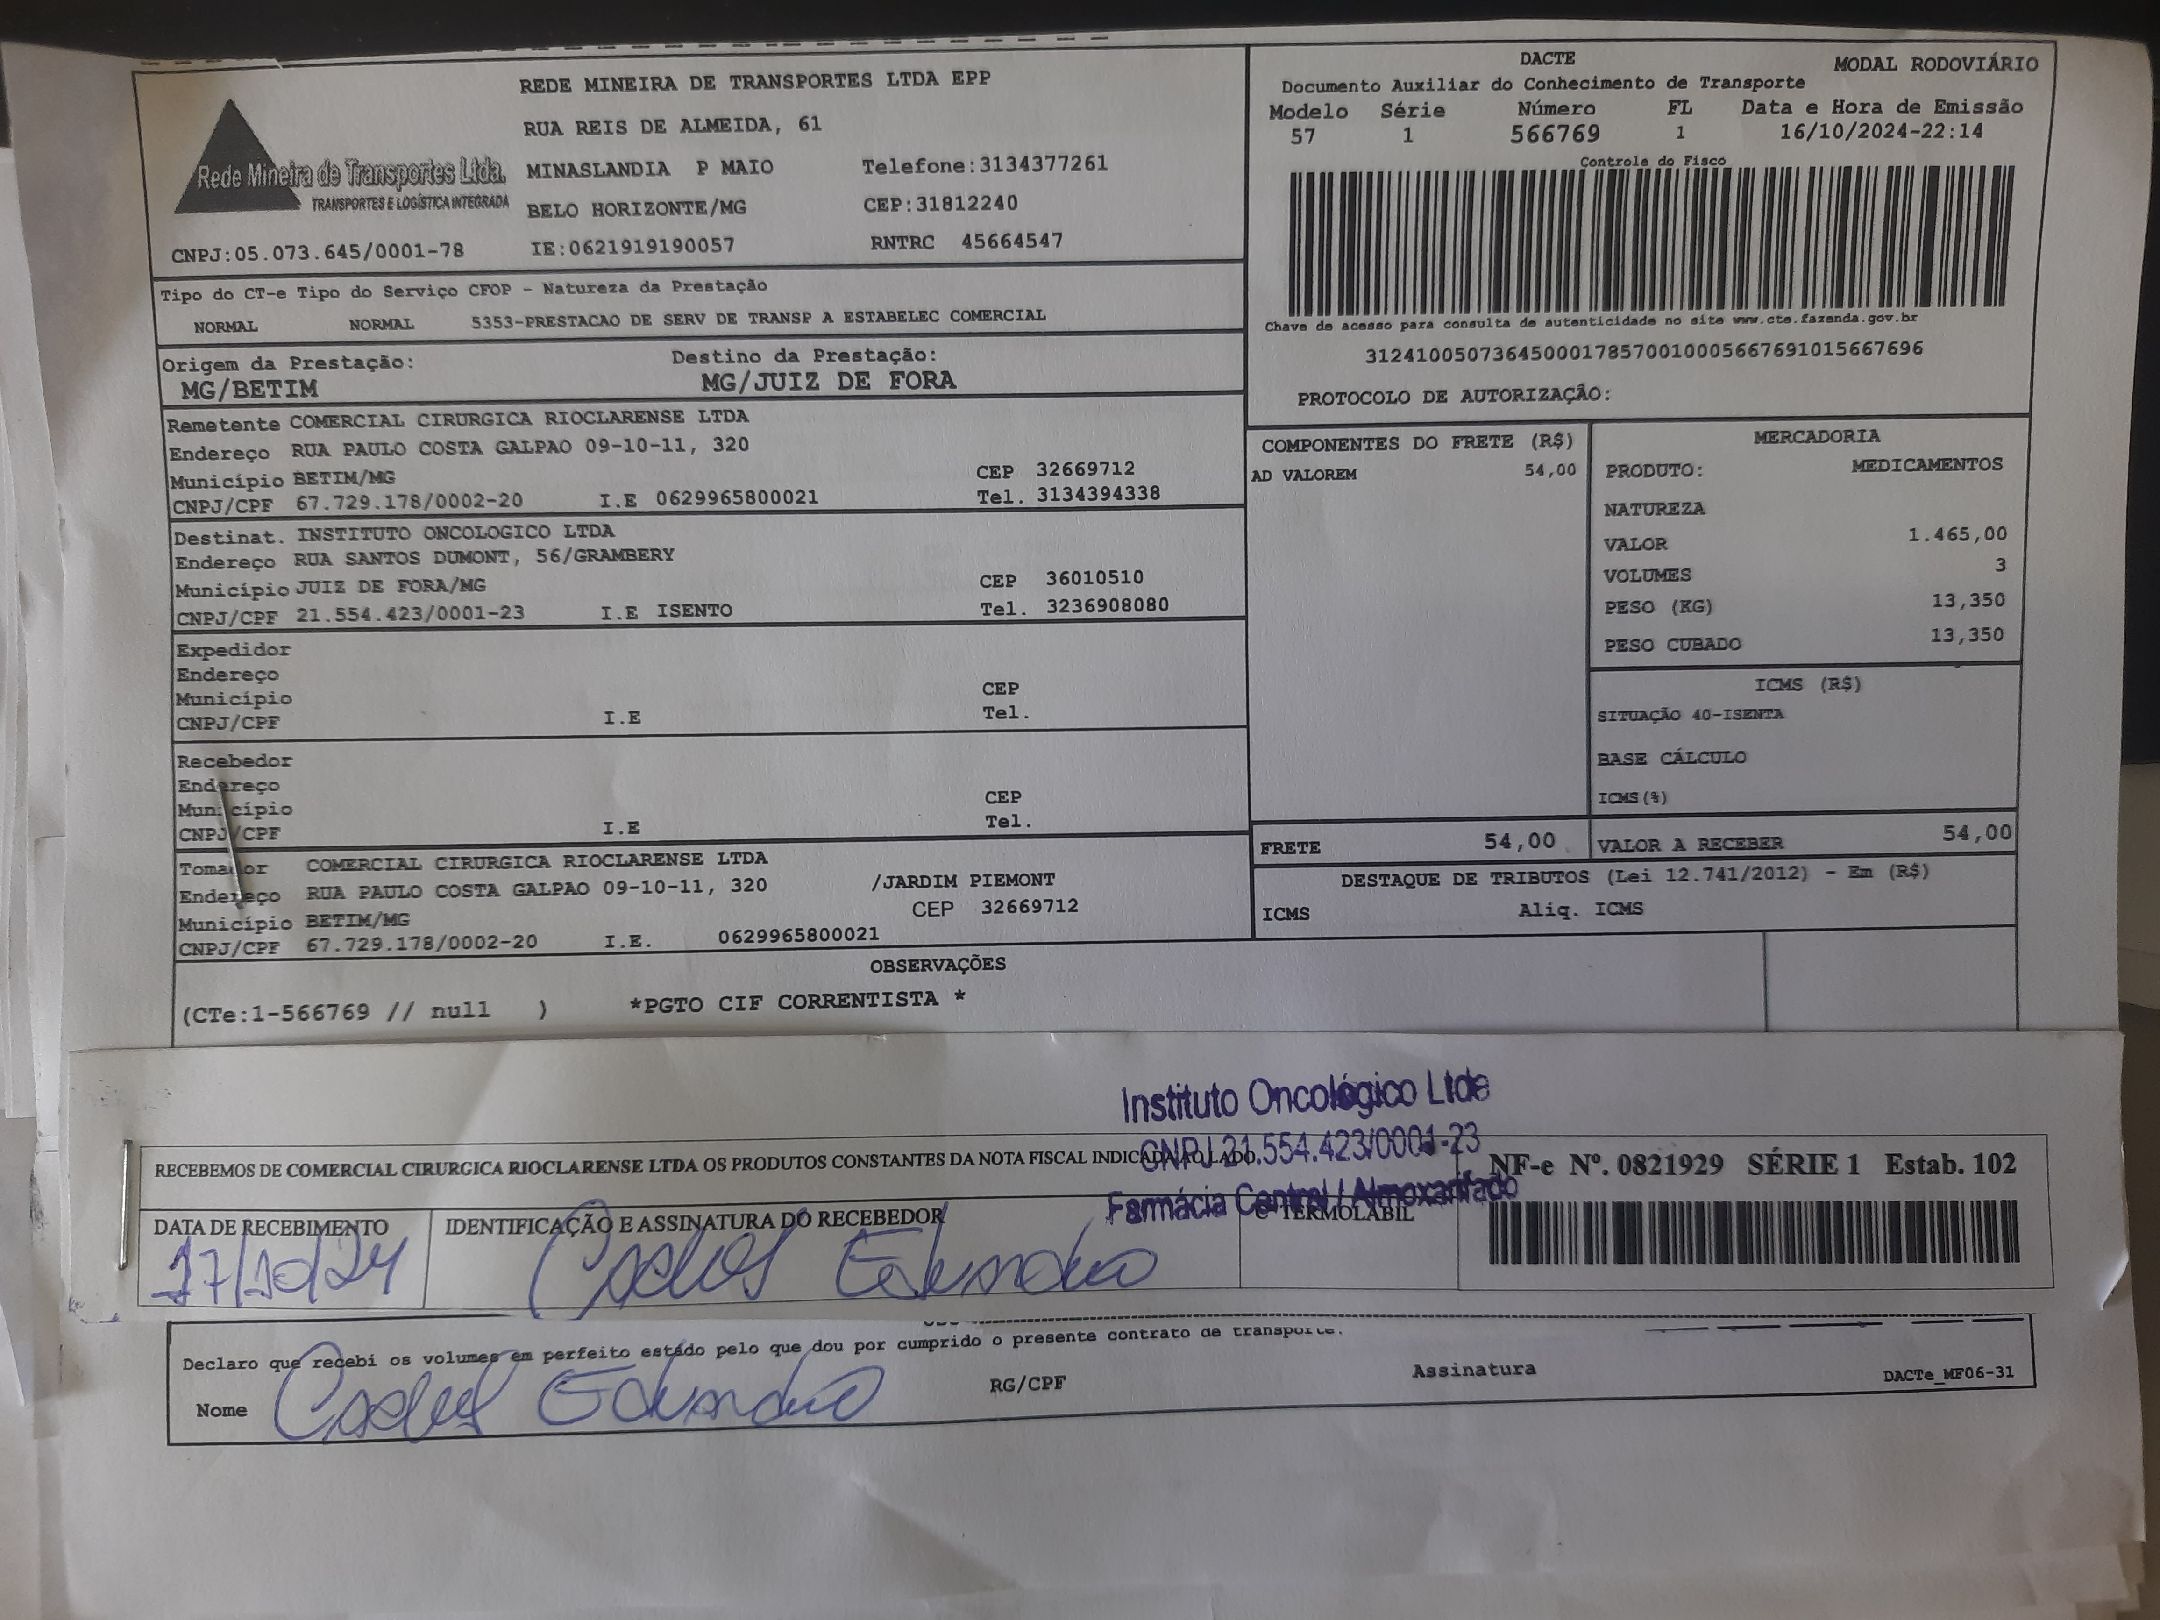 REDE MINEIRA DE TRANSPORTES LTDA EPP
RUA REIS DE ALMEIDA, 61
Rede Mineira de Transportes Ltda.
TRANSPORTES E LOGÍSTICA INTEGRADA
MINASLANDIA P MAIO Telefone:3134377261
BELO HORIZONTE/MG CEP:31812240
CNPJ:05.073.645/0001-78 IE:0621919190057 RNTRC 45664547
DACTE MODAL RODOVIÁRIO
Documento Auxiliar do Conhecimento de Transporte
Modelo Série Número FL Data e Hora de Emissão
57 1 566769 1 16/10/2024-22:14
Controle do Fisco
Chave de acesso para consulta de autenticidade no site www.cte.fazenda.gov.br
31241005073645000178570010005667691015667696
PROTOCOLO DE AUTORIZAÇÃO:
Tipo do CT-e Tipo do Serviço CFOP - Natureza da Prestação
NORMAL NORMAL 5353-PRESTACAO DE SERV DE TRANSP A ESTABELEC COMERCIAL
Origem da Prestação: Destino da Prestação:
MG/BETIM MG/JUIZ DE FORA
Remetente COMERCIAL CIRURGICA RIOCLARENSE LTDA
Endereço RUA PAULO COSTA GALPAO 09-10-11, 320
Município BETIM/MG CEP 32669712
CNPJ/CPF 67.729.178/0002-20 I.E 0629965800021 Tel. 3134394338
Destinat. INSTITUTO ONCOLOGICO LTDA
Endereço RUA SANTOS DUMONT, 56/GRAMBERY
Município JUIZ DE FORA/MG CEP 36010510
CNPJ/CPF 21.554.423/0001-23 I.E ISENTO Tel. 3236908080
Expedidor
Endereço
Município CEP
CNPJ/CPF I.E Tel.
Recebedor
Endereço
Município CEP
CNPJ/CPF I.E Tel.
Tomador COMERCIAL CIRURGICA RIOCLARENSE LTDA
Endereço RUA PAULO COSTA GALPAO 09-10-11, 320 /JARDIM PIEMONT
Município BETIM/MG CEP 32669712
CNPJ/CPF 67.729.178/0002-20 I.E. 0629965800021
COMPONENTES DO FRETE (R$)
AD VALOREM 54,00
MERCADORIA
PRODUTO: MEDICAMENTOS
NATUREZA
VALOR 1.465,00
VOLUMES 3
PESO (KG) 13,350
PESO CUBADO 13,350
ICMS (R$)
SITUAÇÃO 40-ISENTA
BASE CÁLCULO
ICMS(%)
FRETE 54,00 VALOR A RECEBER 54,00
DESTAQUE DE TRIBUTOS (Lei 12.741/2012) - Em (R$)
ICMS Aliq. ICMS
OBSERVAÇÕES
(CTe:1-566769 // null ) *PGTO CIF CORRENTISTA *
Instituto Oncológico Ltda
CNPJ 21.554.423/0001-23
Farmácia Central / Almoxarifado
RECEBEMOS DE COMERCIAL CIRURGICA RIOCLARENSE LTDA OS PRODUTOS CONSTANTES DA NOTA FISCAL INDICADA AO LADO.
NF-e Nº. 0821929 SÉRIE 1 Estab. 102
DATA DE RECEBIMENTO IDENTIFICAÇÃO E ASSINATURA DO RECEBEDOR TERMOLÁBIL
17/10/24 Carlos Eduardo
Declaro que recebi os volumes em perfeito estado pelo que dou por cumprido o presente contrato de transporte.
Nome Carlos Eduardo RG/CPF Assinatura DACTe_MF06-31